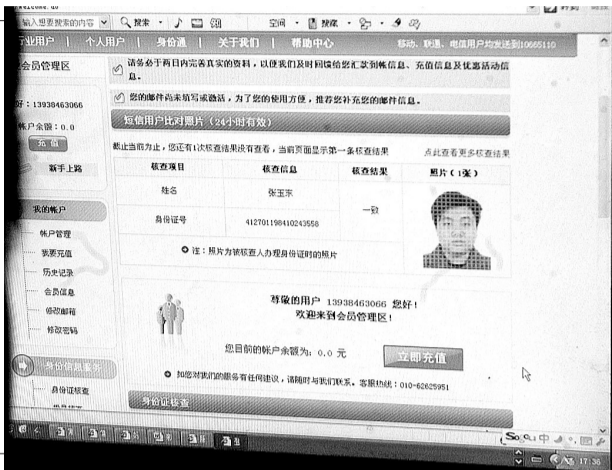 输入想要搜索的内容 搜索 空间 搜藏
行业用户 | 个人用户 | 身份通 | 关于我们 | 帮助中心 移动、联通、电信用户均发送到10665110
会员管理区
请务必于两日内完善真实的资料，以便我们及时回馈给您汇款到帐信息、充值信息及优惠活动信息。
您的邮件尚未填写或激活，为了您的使用方便，推荐您补充您的邮件信息。
好：13938463066
帐户余额：0.0
充值
新手上路
短信用户比对照片（24小时有效）
截止当前为止，您还有1次核查结果没有查看，当前页面显示第一条核查结果 点此查看更多核查结果
核查项目 核查信息 核查结果 照片（1张）
姓名 张玉东 一致
身份证号 412701198410243558
注：照片为被核查人办理身份证时的照片
我的帐户
帐户管理
我要充值
历史记录
会员信息
修改邮箱
修改密码
尊敬的用户 13938463066 您好！
欢迎来到会员管理区！
您目前的帐户余额为：0.0 元 立即充值
如您对我们的服务有任何建议，请随时与我们联系。客服热线：010-62625951
身份证核查
身份证核查
17:36